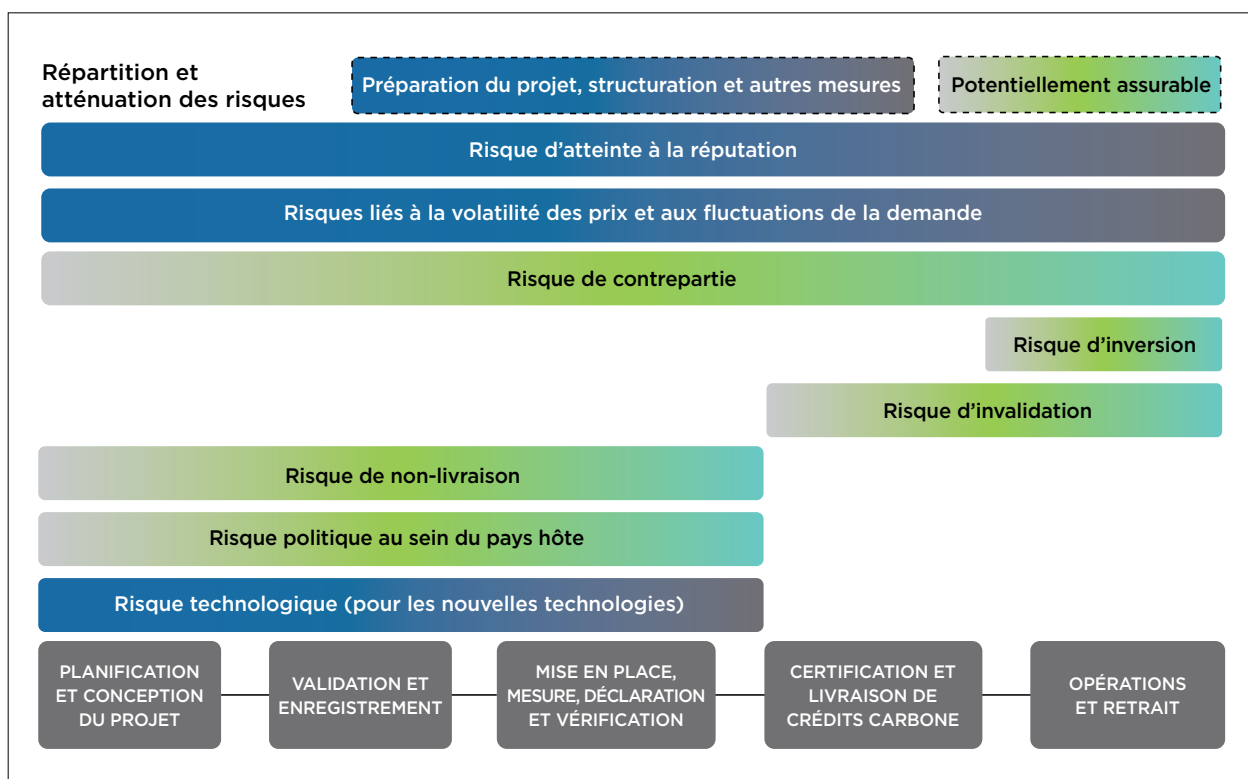 Répartition et
atténuation des risques
Préparation du projet, structuration et autres mesures
Potentiellement assurable
Risque d’atteinte à la réputation
Risques liés à la volatilité des prix et aux fluctuations de la demande
Risque de contrepartie
Risque d’inversion
Risque d’invalidation
Risque de non-livraison
Risque politique au sein du pays hôte
Risque technologique (pour les nouvelles technologies)
PLANIFICATION
ET CONCEPTION
DU PROJET
VALIDATION ET
ENREGISTREMENT
MISE EN PLACE,
MESURE, DÉCLARATION
ET VÉRIFICATION
CERTIFICATION ET
LIVRAISON DE
CRÉDITS CARBONE
OPÉRATIONS
ET RETRAIT